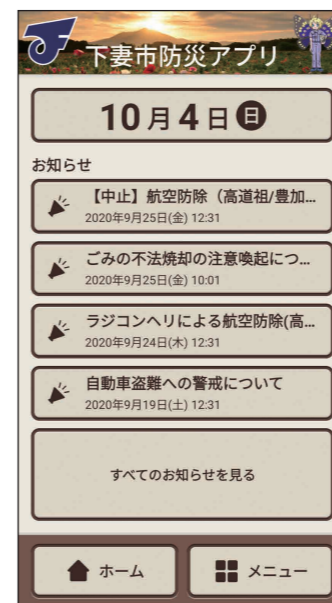 下妻市防災アプリ
10月4日 日
お知らせ
【中止】航空防除（高道祖/豊加...
2020年9月25日(金) 12:31
ごみの不法焼却の注意喚起につ...
2020年9月25日(金) 10:01
ラジコンヘリによる航空防除(高...
2020年9月24日(木) 12:31
自動車盗難への警戒について
2020年9月19日(土) 12:31
すべてのお知らせを見る
ホーム
メニュー